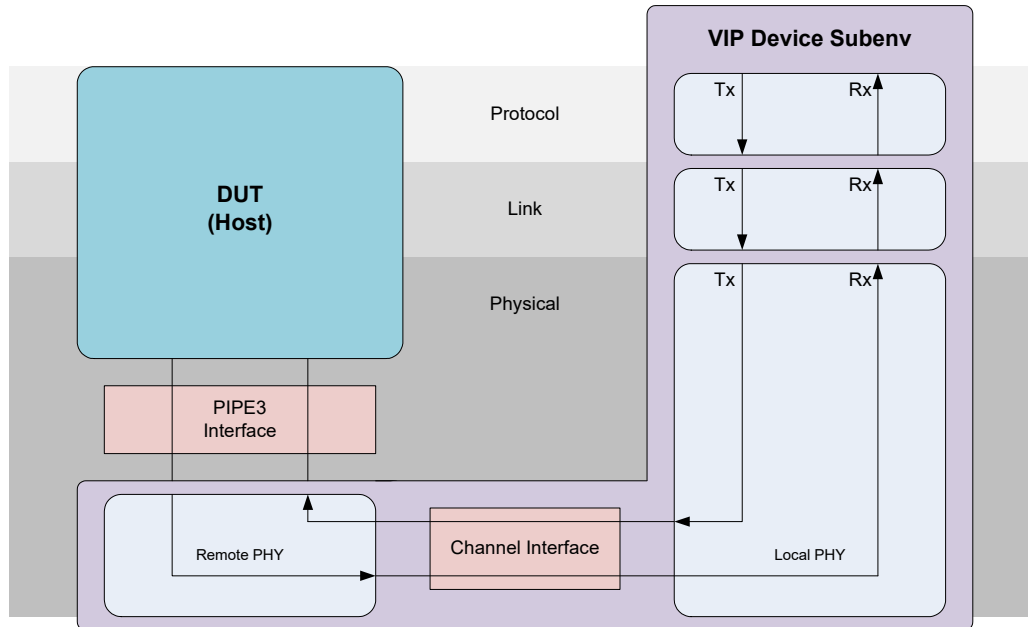 VIP Device Subenv
Tx
Rx
Protocol
DUT
(Host)
Tx
Rx
Link
Tx
Rx
Physical
PIPE3
Interface
Remote PHY
Channel Interface
Local PHY